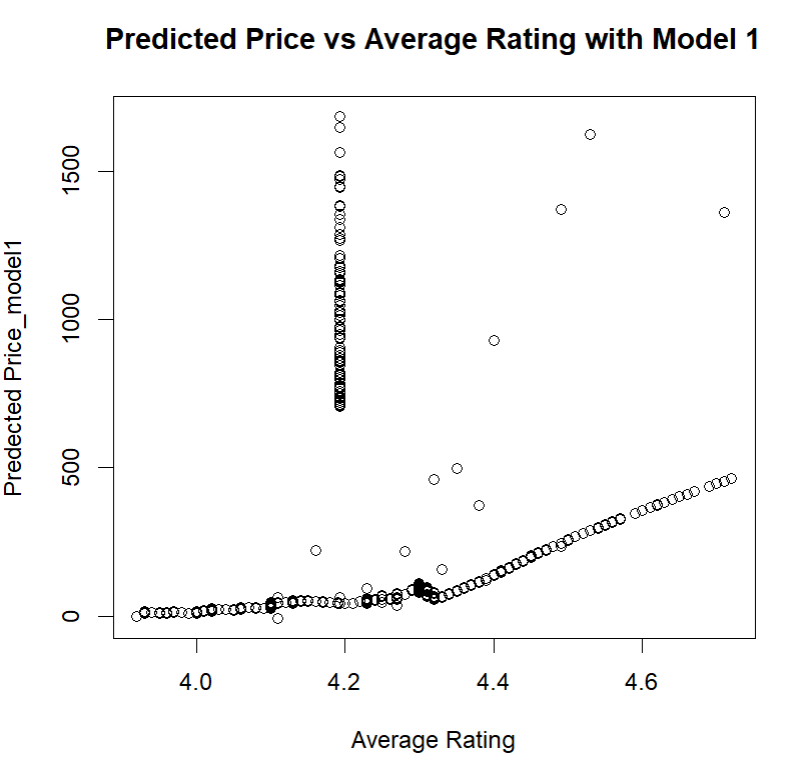 Predicted Price vs Average Rating with Model 1
Predected Price_model1
1500
1000
500
0
4.0 4.2 4.4 4.6
Average Rating